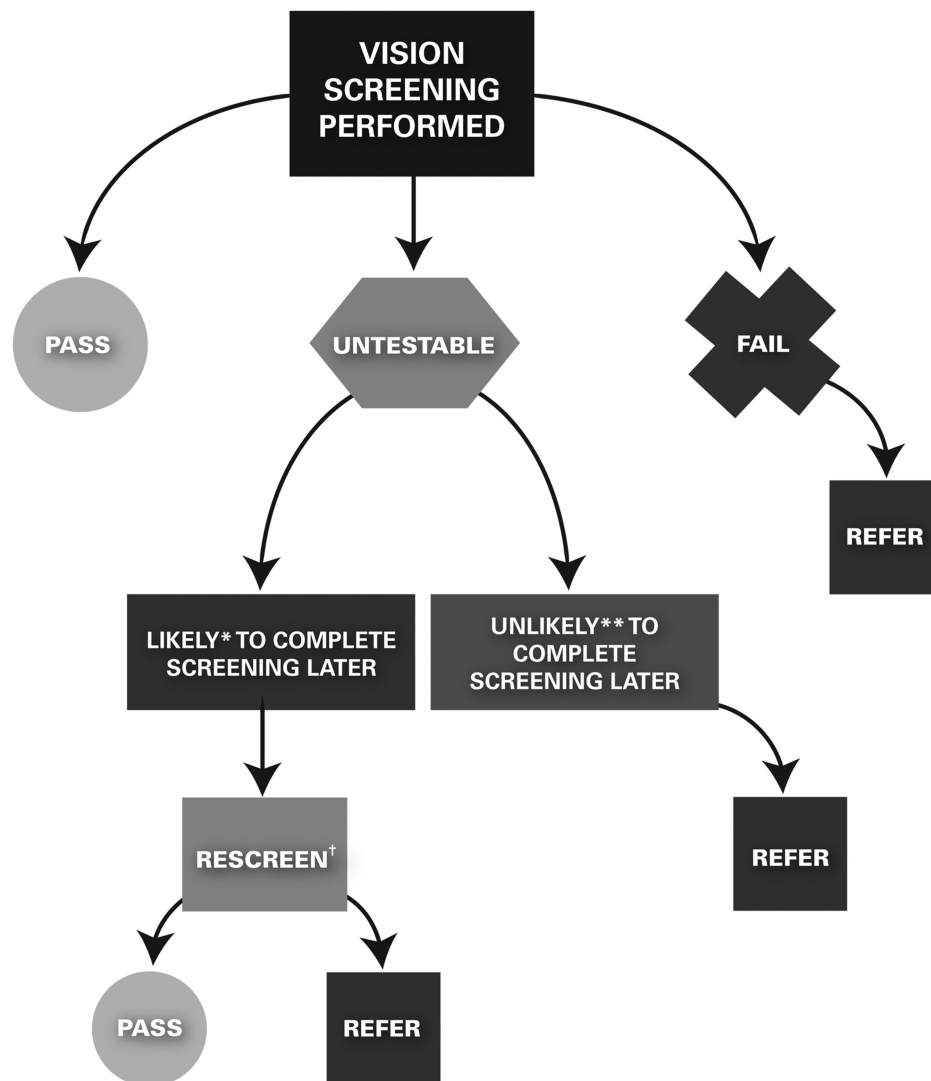 VISION
SCREENING
PERFORMED
PASS
UNTESTABLE
FAIL
REFER
LIKELY* TO COMPLETE
SCREENING LATER
UNLIKELY** TO
COMPLETE
SCREENING LATER
RESCREEN†
REFER
PASS
REFER